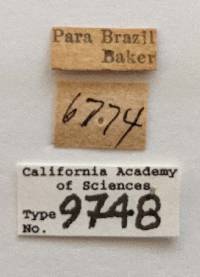 Para Brazil
Baker
6774
California Academy
of Sciences
Type
No. 9748